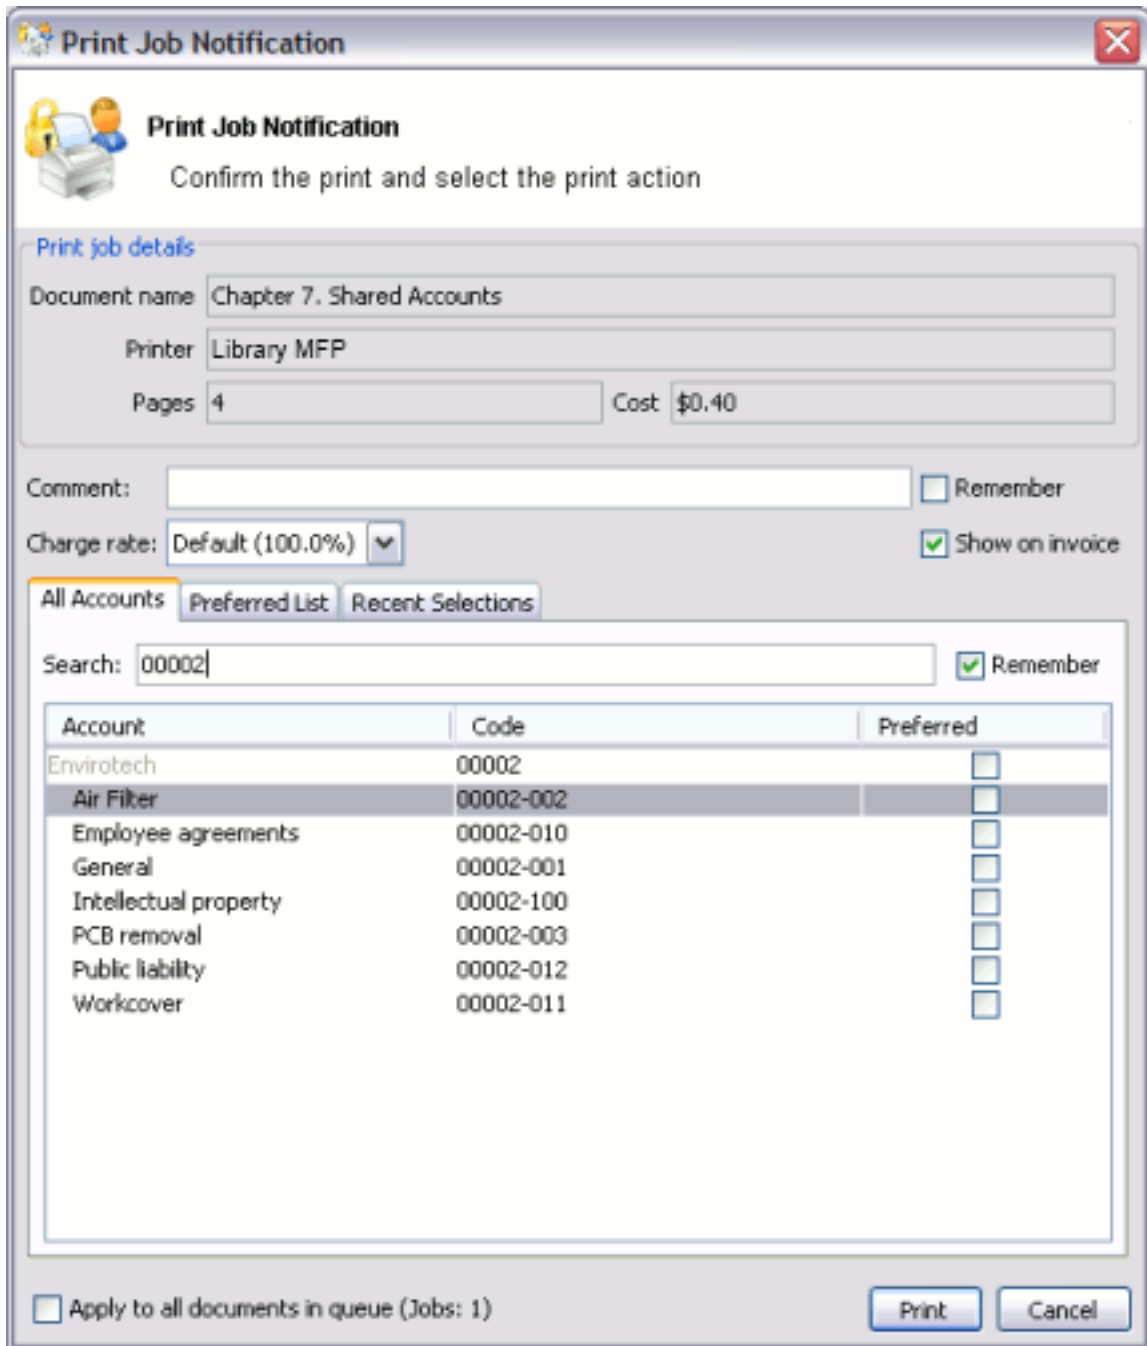 Print Job Notification
Print Job Notification
Confirm the print and select the print action
Print job details
Document name Chapter 7. Shared Accounts
Printer Library MFP
Pages 4 Cost $0.40
Comment: Remember
Charge rate: Default (100.0%) Show on invoice
All Accounts Preferred List Recent Selections
Search: 00002 Remember
Account Code Preferred
Envirotech 00002
Air Filter 00002-002
Employee agreements 00002-010
General 00002-001
Intellectual property 00002-100
PCB removal 00002-003
Public liability 00002-012
Workcover 00002-011
Apply to all documents in queue (Jobs: 1) Print Cancel